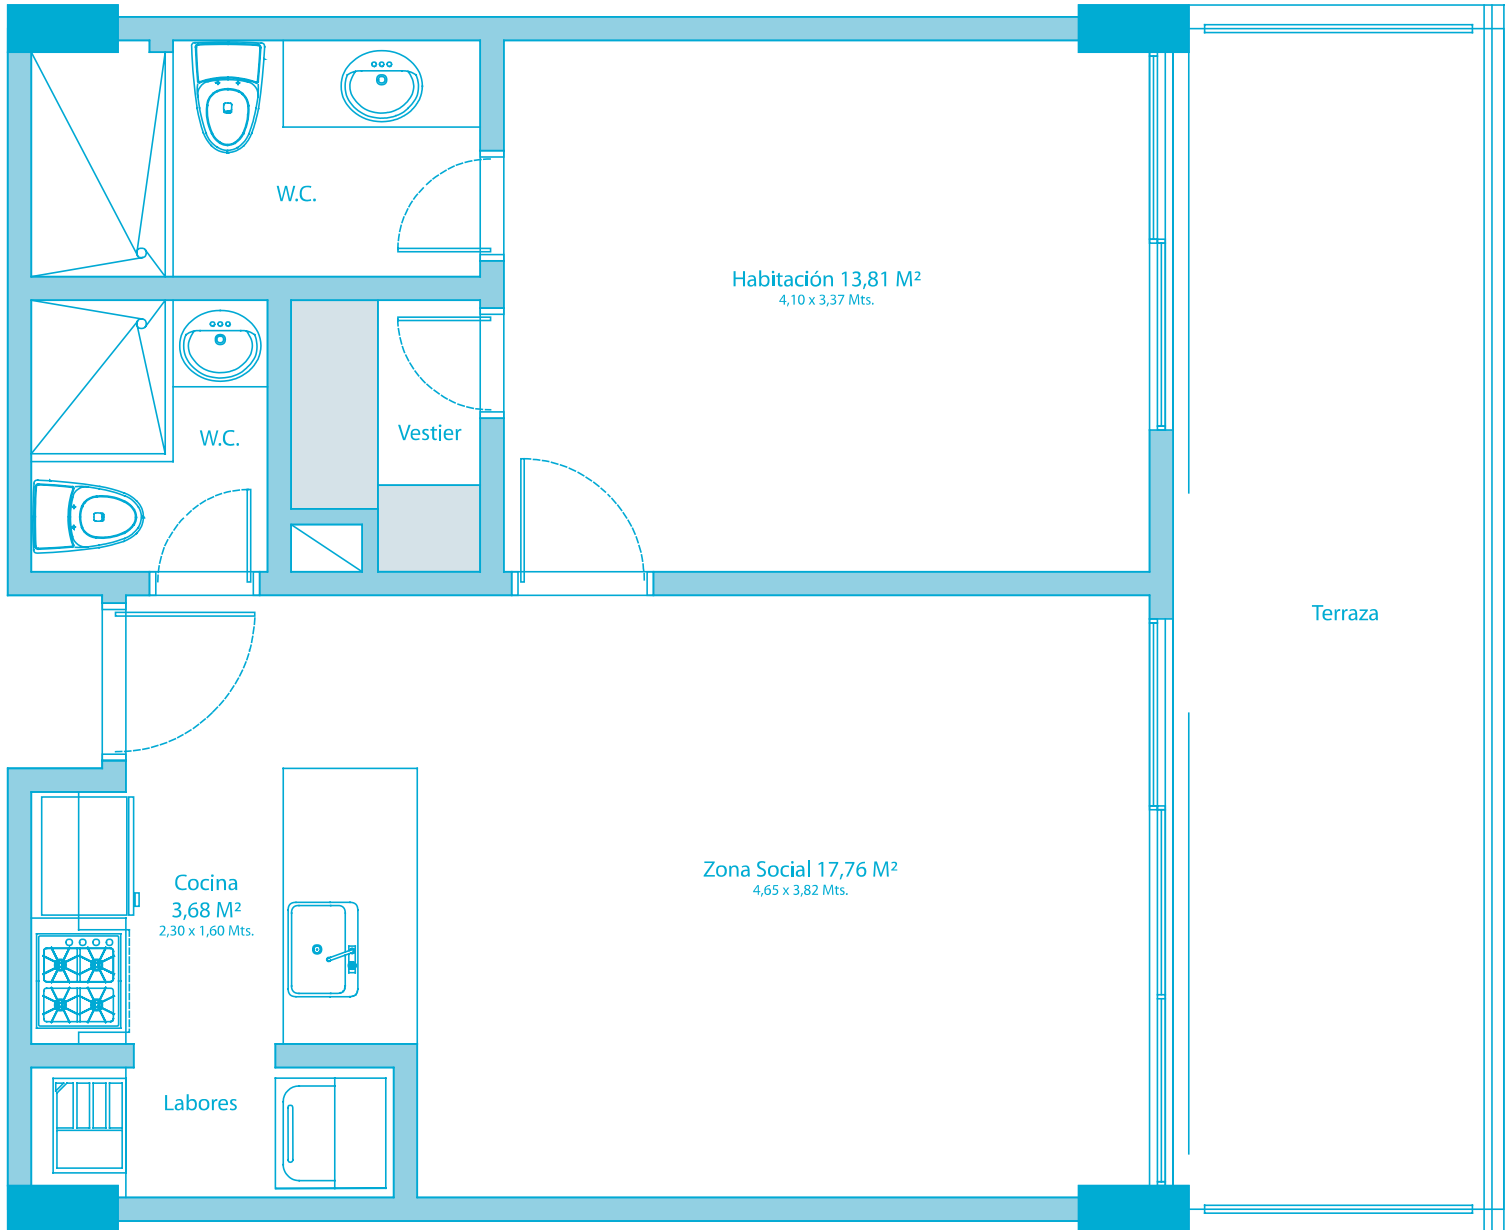 W.C.
Habitación 13,81 M²
4,10 x 3,37 Mts.
W.C.
Vestier
Terraza
Zona Social 17,76 M²
4,65 x 3,82 Mts.
Cocina
3,68 M²
2,30 x 1,60 Mts.
Labores